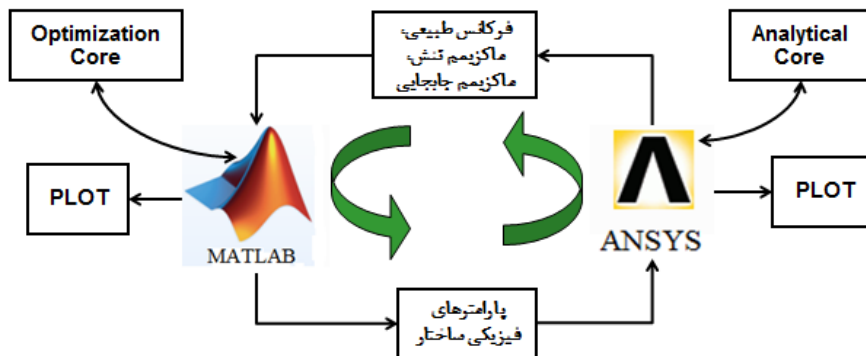 Optimization
Core
فرکانس طبیعی،
ماکزیمم تنش،
ماکزیمم جابجایی
Analytical
Core
PLOT
MATLAB
ANSYS
PLOT
پارامترهای
فیزیکی ساختار